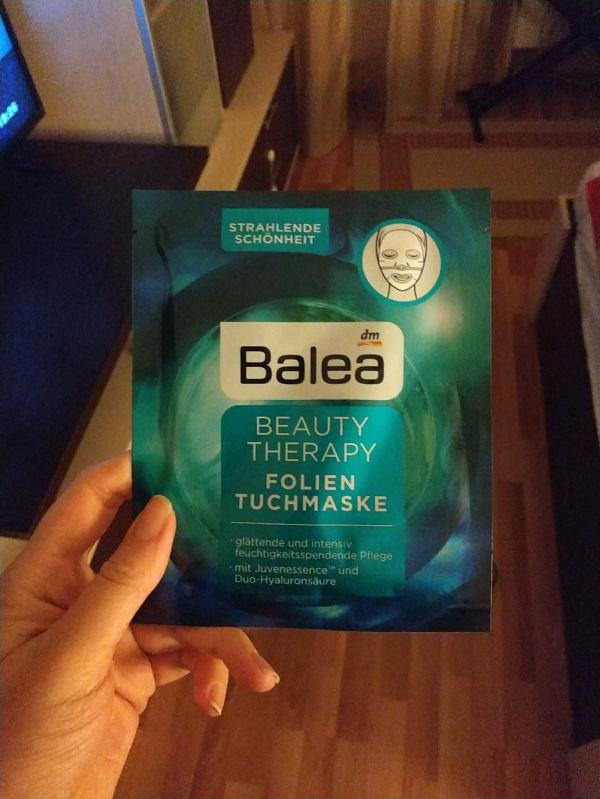 STRAHLENDE
SCHÖNHEIT
dm
Balea
BEAUTY
THERAPY
FOLIEN
TUCHMASKE
· glättende und intensiv
feuchtigkeitsspendende Pflege
· mit Juvenessence™ und
Duo-Hyaluronsäure